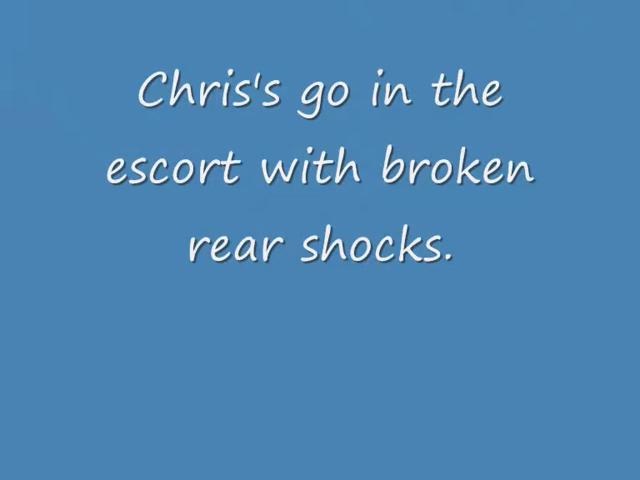 Chris's go in the
escort with broken
rear shocks.